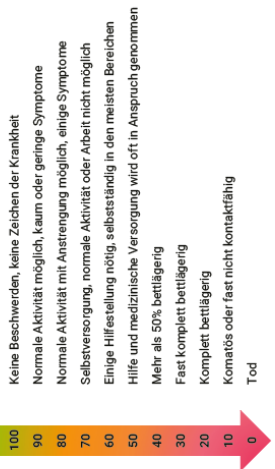 100 Keine Beschwerden, keine Zeichen der Krankheit
90 Normale Aktivität möglich, kaum oder geringe Symptome
80 Normale Aktivität mit Anstrengung möglich, einige Symptome
70 Selbstversorgung, normale Aktivität oder Arbeit nicht möglich
60 Einige Hilfestellung nötig, selbstständig in den meisten Bereichen
50 Hilfe und medizinische Versorgung wird oft in Anspruch genommen
40 Mehr als 50% bettlägerig
30 Fast komplett bettlägerig
20 Komplett bettlägerig
10 Komatös oder fast nicht kontaktfähig
0 Tod